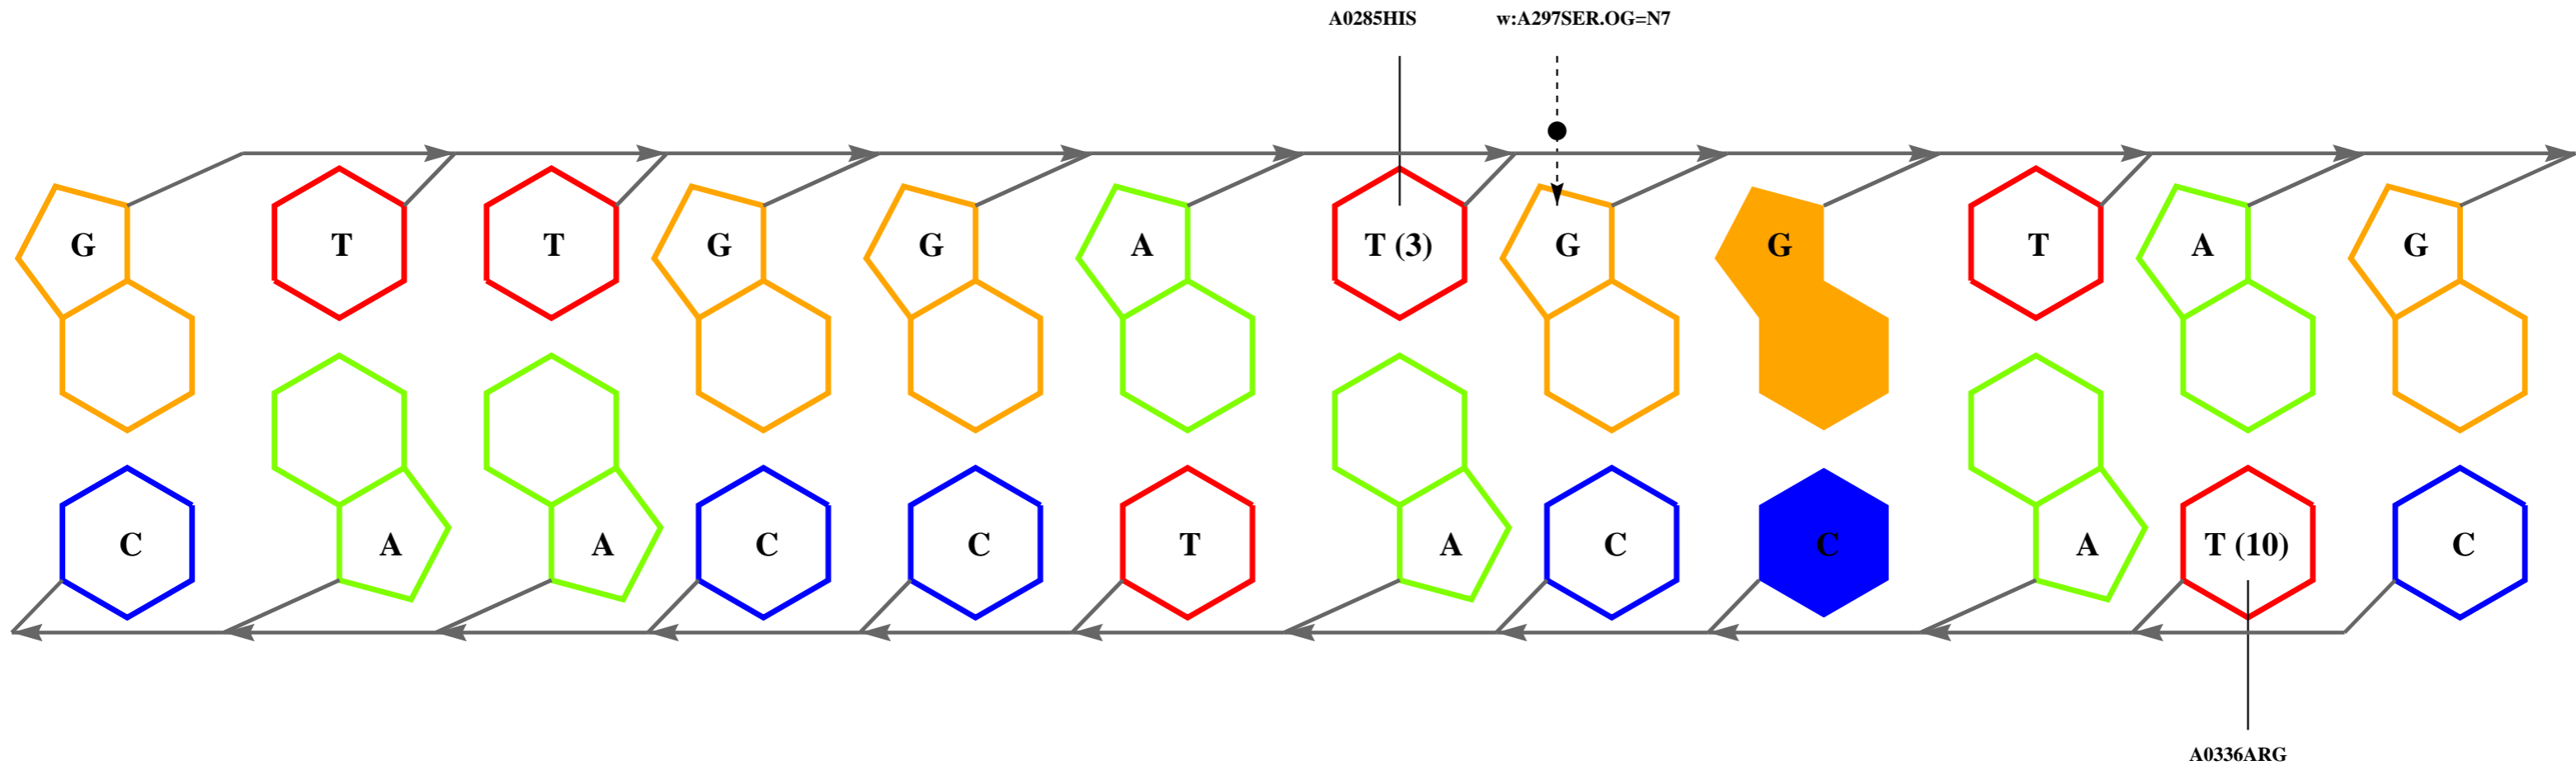 A0285HIS w:A297SER.OG=N7
G T T G G A T (3) G G T A G
C A A C C T A C C A T (10) C
A0336ARG